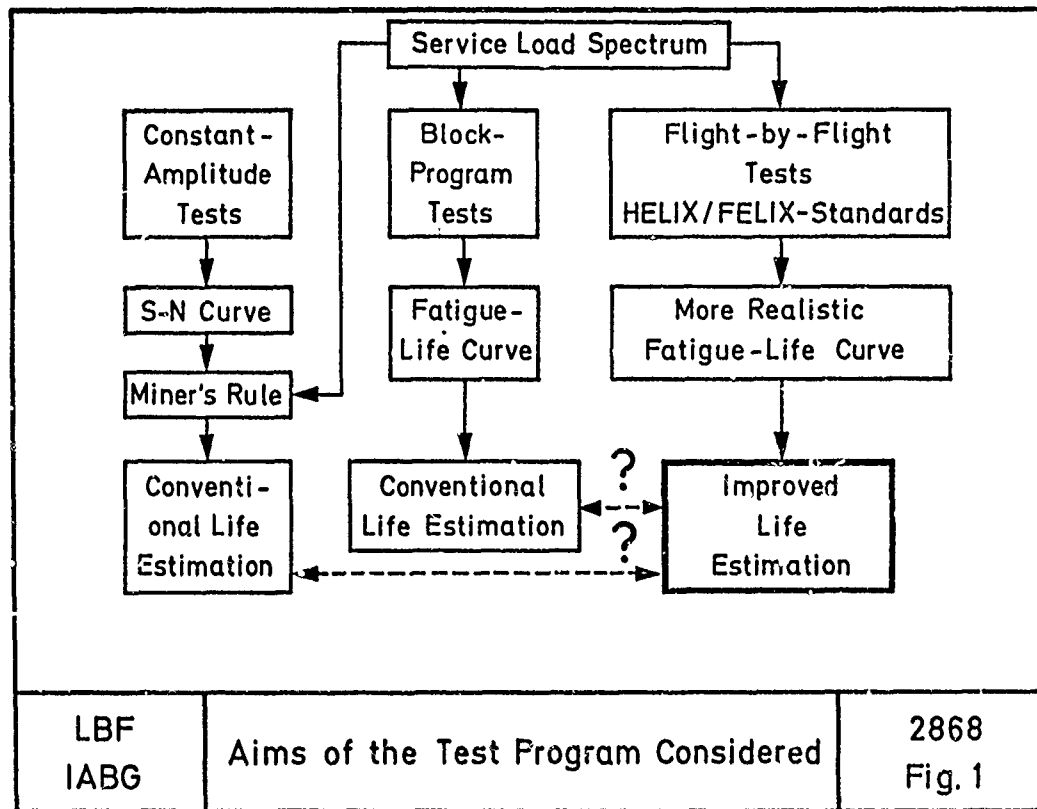 Service Load Spectrum
Constant-
Amplitude
Tests
Block-
Program
Tests
Flight-by-Flight
Tests
HELIX/FELIX-Standards
S-N Curve
Fatigue-
Life Curve
More Realistic
Fatigue-Life Curve
Miner's Rule
Conventi-
onal Life
Estimation
Conventional
Life Estimation
?
?
Improved
Life
Estimation
LBF
IABG
Aims of the Test Program Considered
2868
Fig. 1